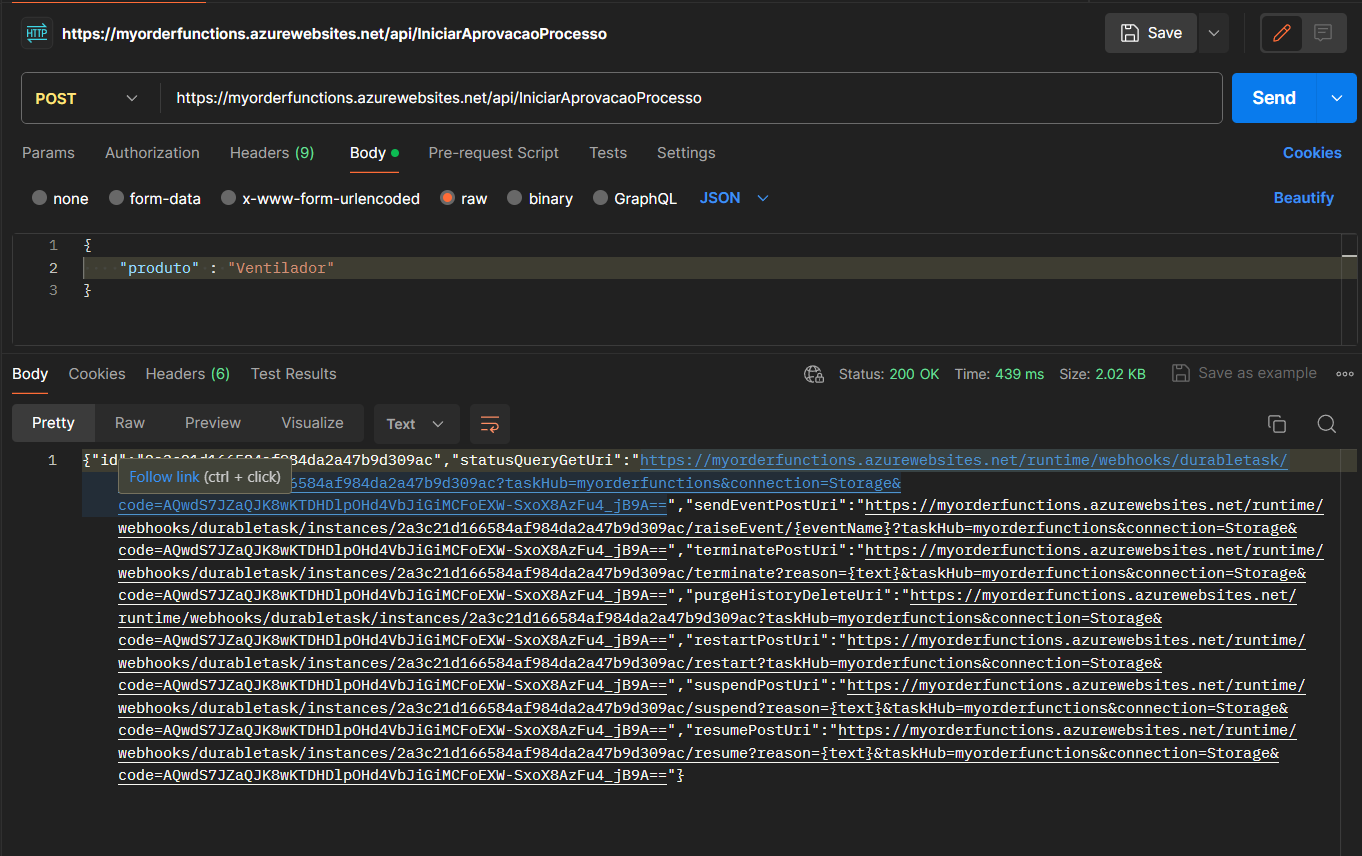 HTTP https://myorderfunctions.azurewebsites.net/api/IniciarAprovacaoProcesso Save
POST https://myorderfunctions.azurewebsites.net/api/IniciarAprovacaoProcesso Send
Params Authorization Headers (9) Body Pre-request Script Tests Settings Cookies
none form-data x-www-form-urlencoded raw binary GraphQL JSON Beautify
1 {
2 "produto" : "Ventilador"
3 }
Body Cookies Headers (6) Test Results Status: 200 OK Time: 439 ms Size: 2.02 KB Save as example
Pretty Raw Preview Visualize Text
1 {"id":"2a3c21d166584af984da2a47b9d309ac","statusQueryGetUri":"https://myorderfunctions.azurewebsites.net/runtime/webhooks/durabletask/
Follow link (ctrl + click) 6584af984da2a47b9d309ac?taskHub=myorderfunctions&connection=Storage&
code=AQwdS7JZaQJK8wKTDHDlpOHd4VbJiGiMCFoEXW-SxoX8AzFu4_jB9A==","sendEventPostUri":"https://myorderfunctions.azurewebsites.net/runtime/
webhooks/durabletask/instances/2a3c21d166584af984da2a47b9d309ac/raiseEvent/{eventName}?taskHub=myorderfunctions&connection=Storage&
code=AQwdS7JZaQJK8wKTDHDlpOHd4VbJiGiMCFoEXW-SxoX8AzFu4_jB9A==","terminatePostUri":"https://myorderfunctions.azurewebsites.net/runtime/
webhooks/durabletask/instances/2a3c21d166584af984da2a47b9d309ac/terminate?reason={text}&taskHub=myorderfunctions&connection=Storage&
code=AQwdS7JZaQJK8wKTDHDlpOHd4VbJiGiMCFoEXW-SxoX8AzFu4_jB9A==","purgeHistoryDeleteUri":"https://myorderfunctions.azurewebsites.net/
runtime/webhooks/durabletask/instances/2a3c21d166584af984da2a47b9d309ac?taskHub=myorderfunctions&connection=Storage&
code=AQwdS7JZaQJK8wKTDHDlpOHd4VbJiGiMCFoEXW-SxoX8AzFu4_jB9A==","restartPostUri":"https://myorderfunctions.azurewebsites.net/runtime/
webhooks/durabletask/instances/2a3c21d166584af984da2a47b9d309ac/restart?taskHub=myorderfunctions&connection=Storage&
code=AQwdS7JZaQJK8wKTDHDlpOHd4VbJiGiMCFoEXW-SxoX8AzFu4_jB9A==","suspendPostUri":"https://myorderfunctions.azurewebsites.net/runtime/
webhooks/durabletask/instances/2a3c21d166584af984da2a47b9d309ac/suspend?reason={text}&taskHub=myorderfunctions&connection=Storage&
code=AQwdS7JZaQJK8wKTDHDlpOHd4VbJiGiMCFoEXW-SxoX8AzFu4_jB9A==","resumePostUri":"https://myorderfunctions.azurewebsites.net/runtime/
webhooks/durabletask/instances/2a3c21d166584af984da2a47b9d309ac/resume?reason={text}&taskHub=myorderfunctions&connection=Storage&
code=AQwdS7JZaQJK8wKTDHDlpOHd4VbJiGiMCFoEXW-SxoX8AzFu4_jB9A=="}